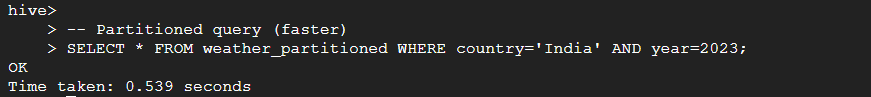 hive>
    > -- Partitioned query (faster)
    > SELECT * FROM weather_partitioned WHERE country='India' AND year=2023;
OK
Time taken: 0.539 seconds